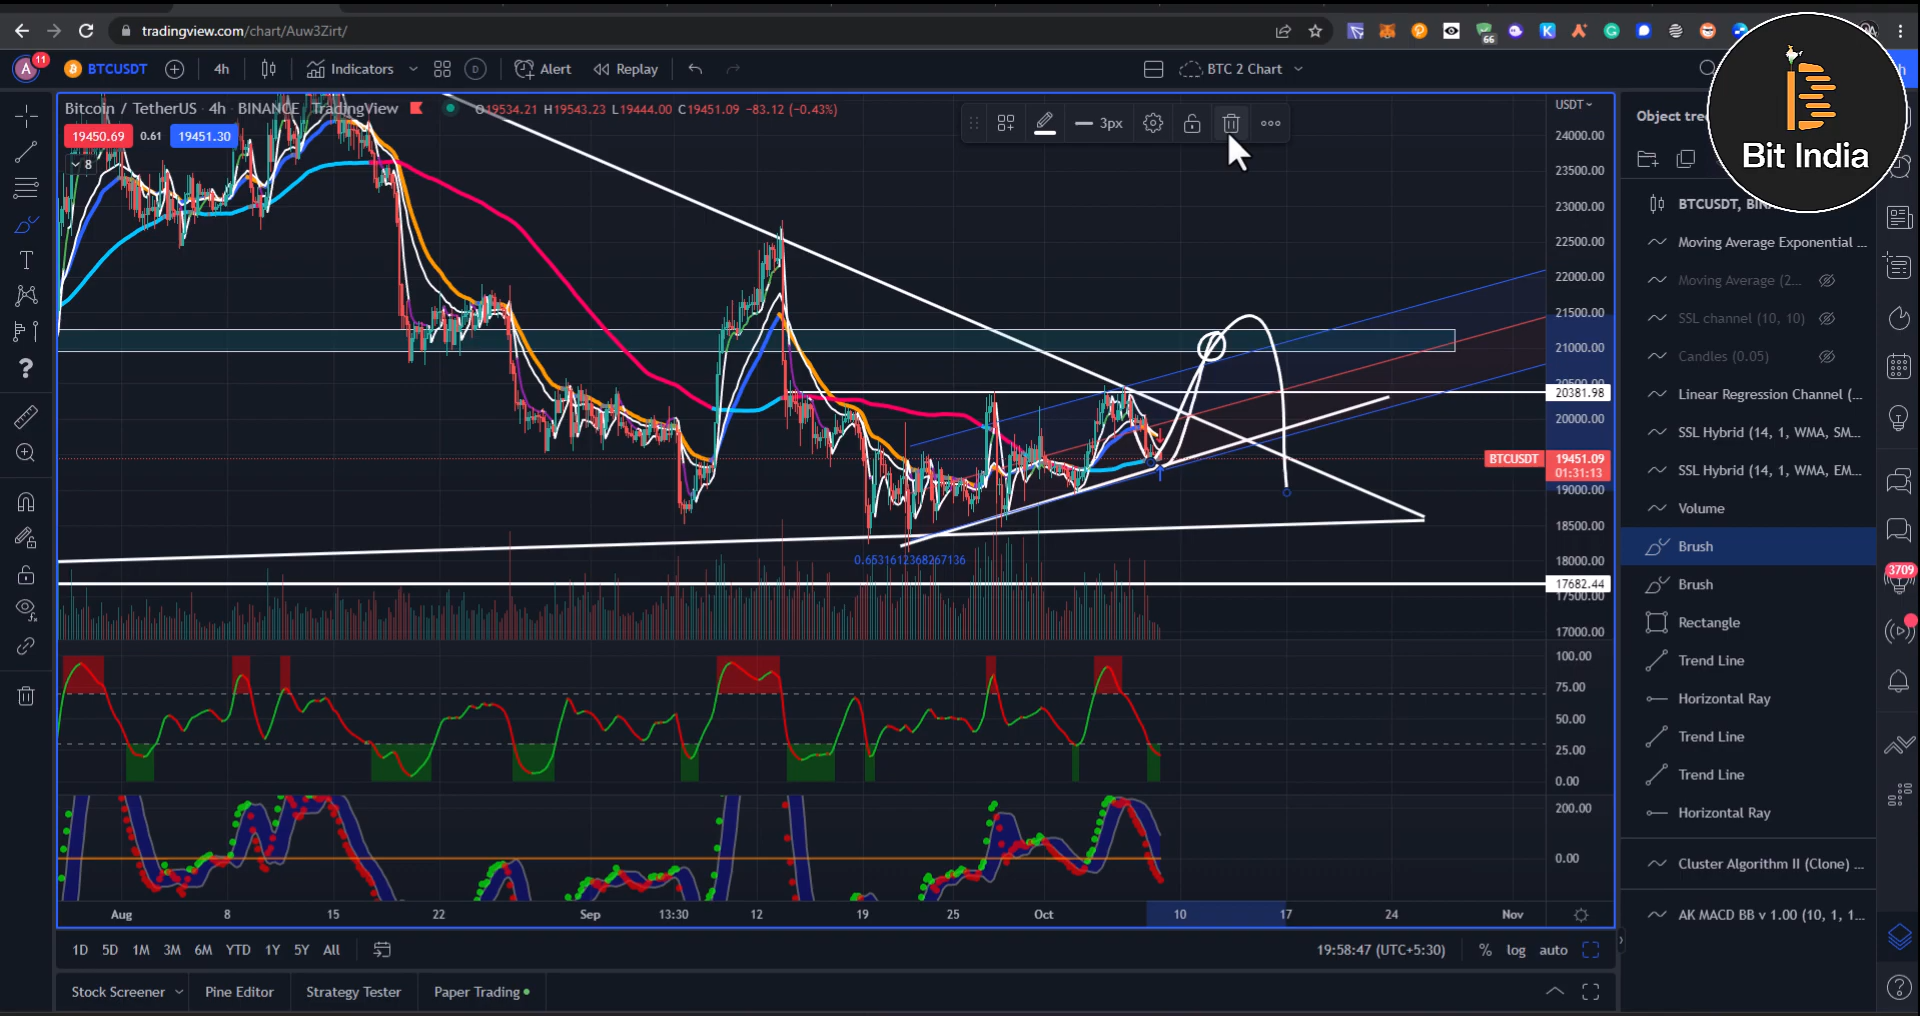 tradingview.com/chart/Auw3Zirt/
66
A
11
BTCUSDT
4h
Indicators
D
Alert
Replay
BTC 2 Chart
Bit India
Bitcoin / TetherUS 4h BINANCE TradingView
O19534.21 H19543.23 L19444.00 C19451.09 −83.12 (−0.43%)
19450.69
0.61
19451.30
8
3px
USDT
24000.00
23500.00
23000.00
22500.00
22000.00
21500.00
21000.00
20500.00
20381.98
20000.00
BTCUSDT
19451.09
01:31:13
19000.00
18500.00
18000.00
17682.44
17500.00
17000.00
0.6531612368267136
100.00
75.00
50.00
25.00
0.00
200.00
0.00
Aug
8
15
22
Sep
13:30
12
19
25
Oct
10
17
24
Nov
1D
5D
1M
3M
6M
YTD
1Y
5Y
All
19:58:47 (UTC+5:30)
%
log
auto
Stock Screener
Pine Editor
Strategy Tester
Paper Trading
Object tree
BTCUSDT,
Moving Average Exponential ...
Moving Average (2...
SSL channel (10, 10)
Candles (0.05)
Linear Regression Channel (...
SSL Hybrid (14, 1, WMA, SM...
SSL Hybrid (14, 1, WMA, EM...
Volume
Brush
Brush
Rectangle
Trend Line
Horizontal Ray
Trend Line
Trend Line
Horizontal Ray
Cluster Algorithm II (Clone) ...
AK MACD BB v 1.00 (10, 1, 1...
3709